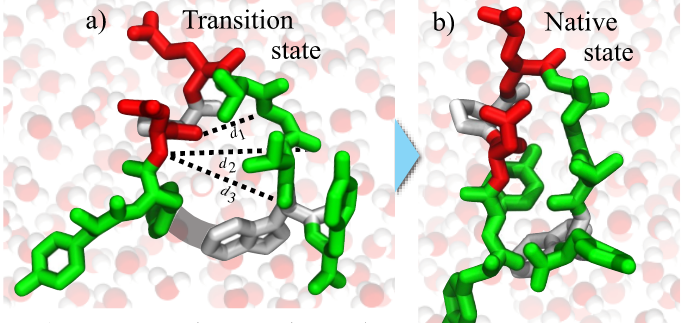 a) Transition
state
d1
d2
d3
b) Native
state